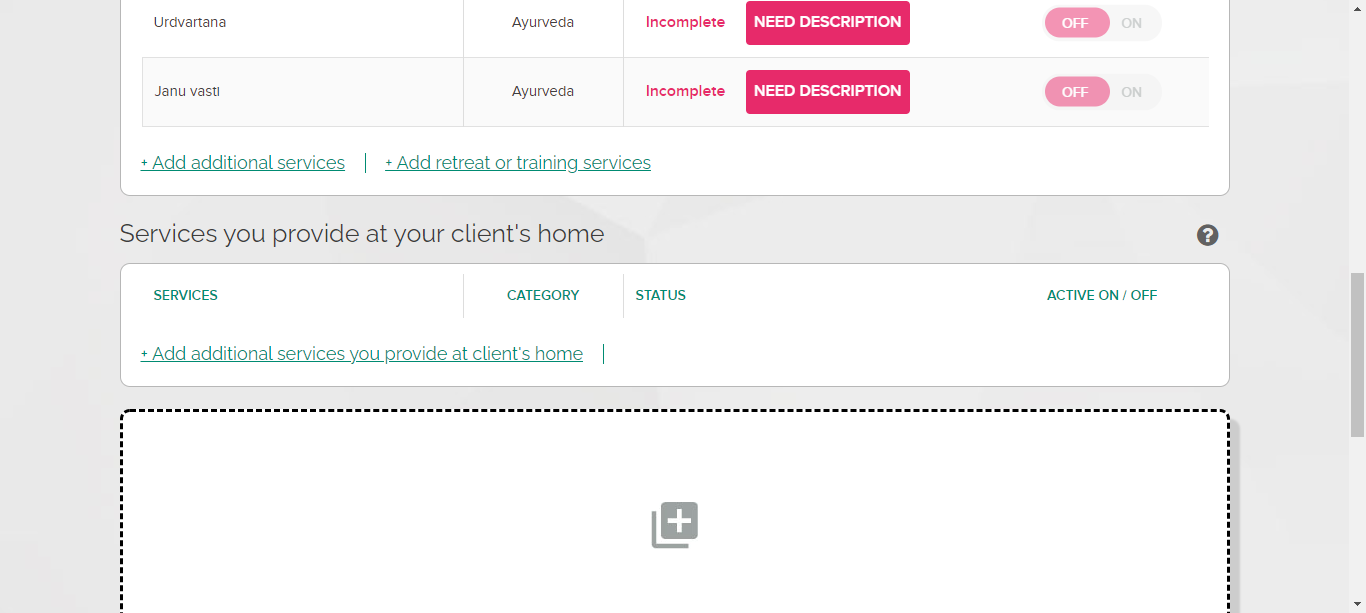 Urdvartana Ayurveda Incomplete NEED DESCRIPTION OFF ON
Janu vasti Ayurveda Incomplete NEED DESCRIPTION OFF ON
+ Add additional services | + Add retreat or training services
Services you provide at your client's home ?
SERVICES CATEGORY STATUS ACTIVE ON / OFF
+ Add additional services you provide at client's home |